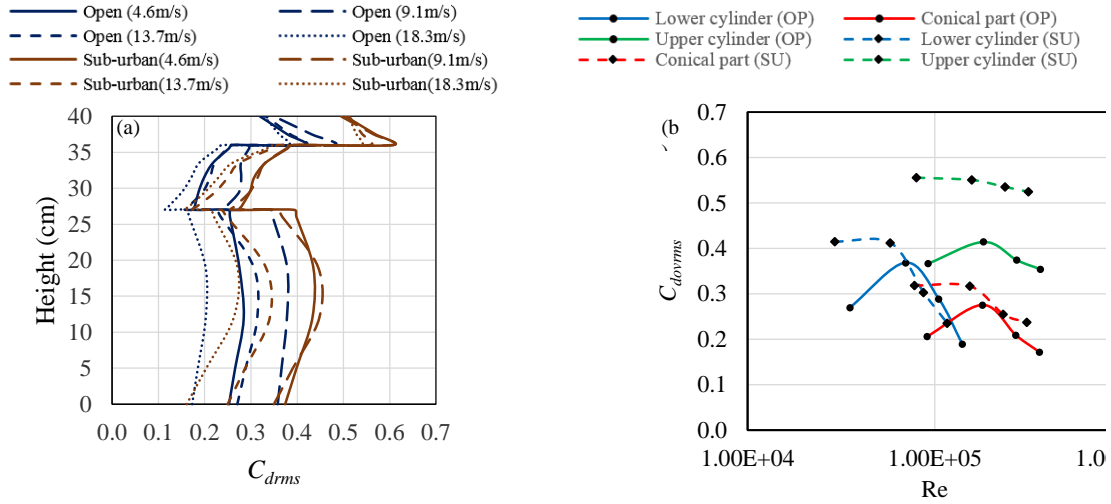 Open (4.6m/s) Open (9.1m/s)
Open (13.7m/s) Open (18.3m/s)
Sub-urban(4.6m/s) Sub-urban(9.1m/s)
Sub-urban(13.7m/s) Sub-urban(18.3m/s)
(a)
40
35
30
25
20
15
10
5
0
Height (cm)
0.0 0.1 0.2 0.3 0.4 0.5 0.6 0.7
Cdrms
Lower cylinder (OP) Conical part (OP)
Upper cylinder (OP) Lower cylinder (SU)
Conical part (SU) Upper cylinder (SU)
(b
0.7
0.6
0.5
0.4
0.3
0.2
0.1
0.0
Cdovrms
1.00E+04 1.00E+05 1.00
Re